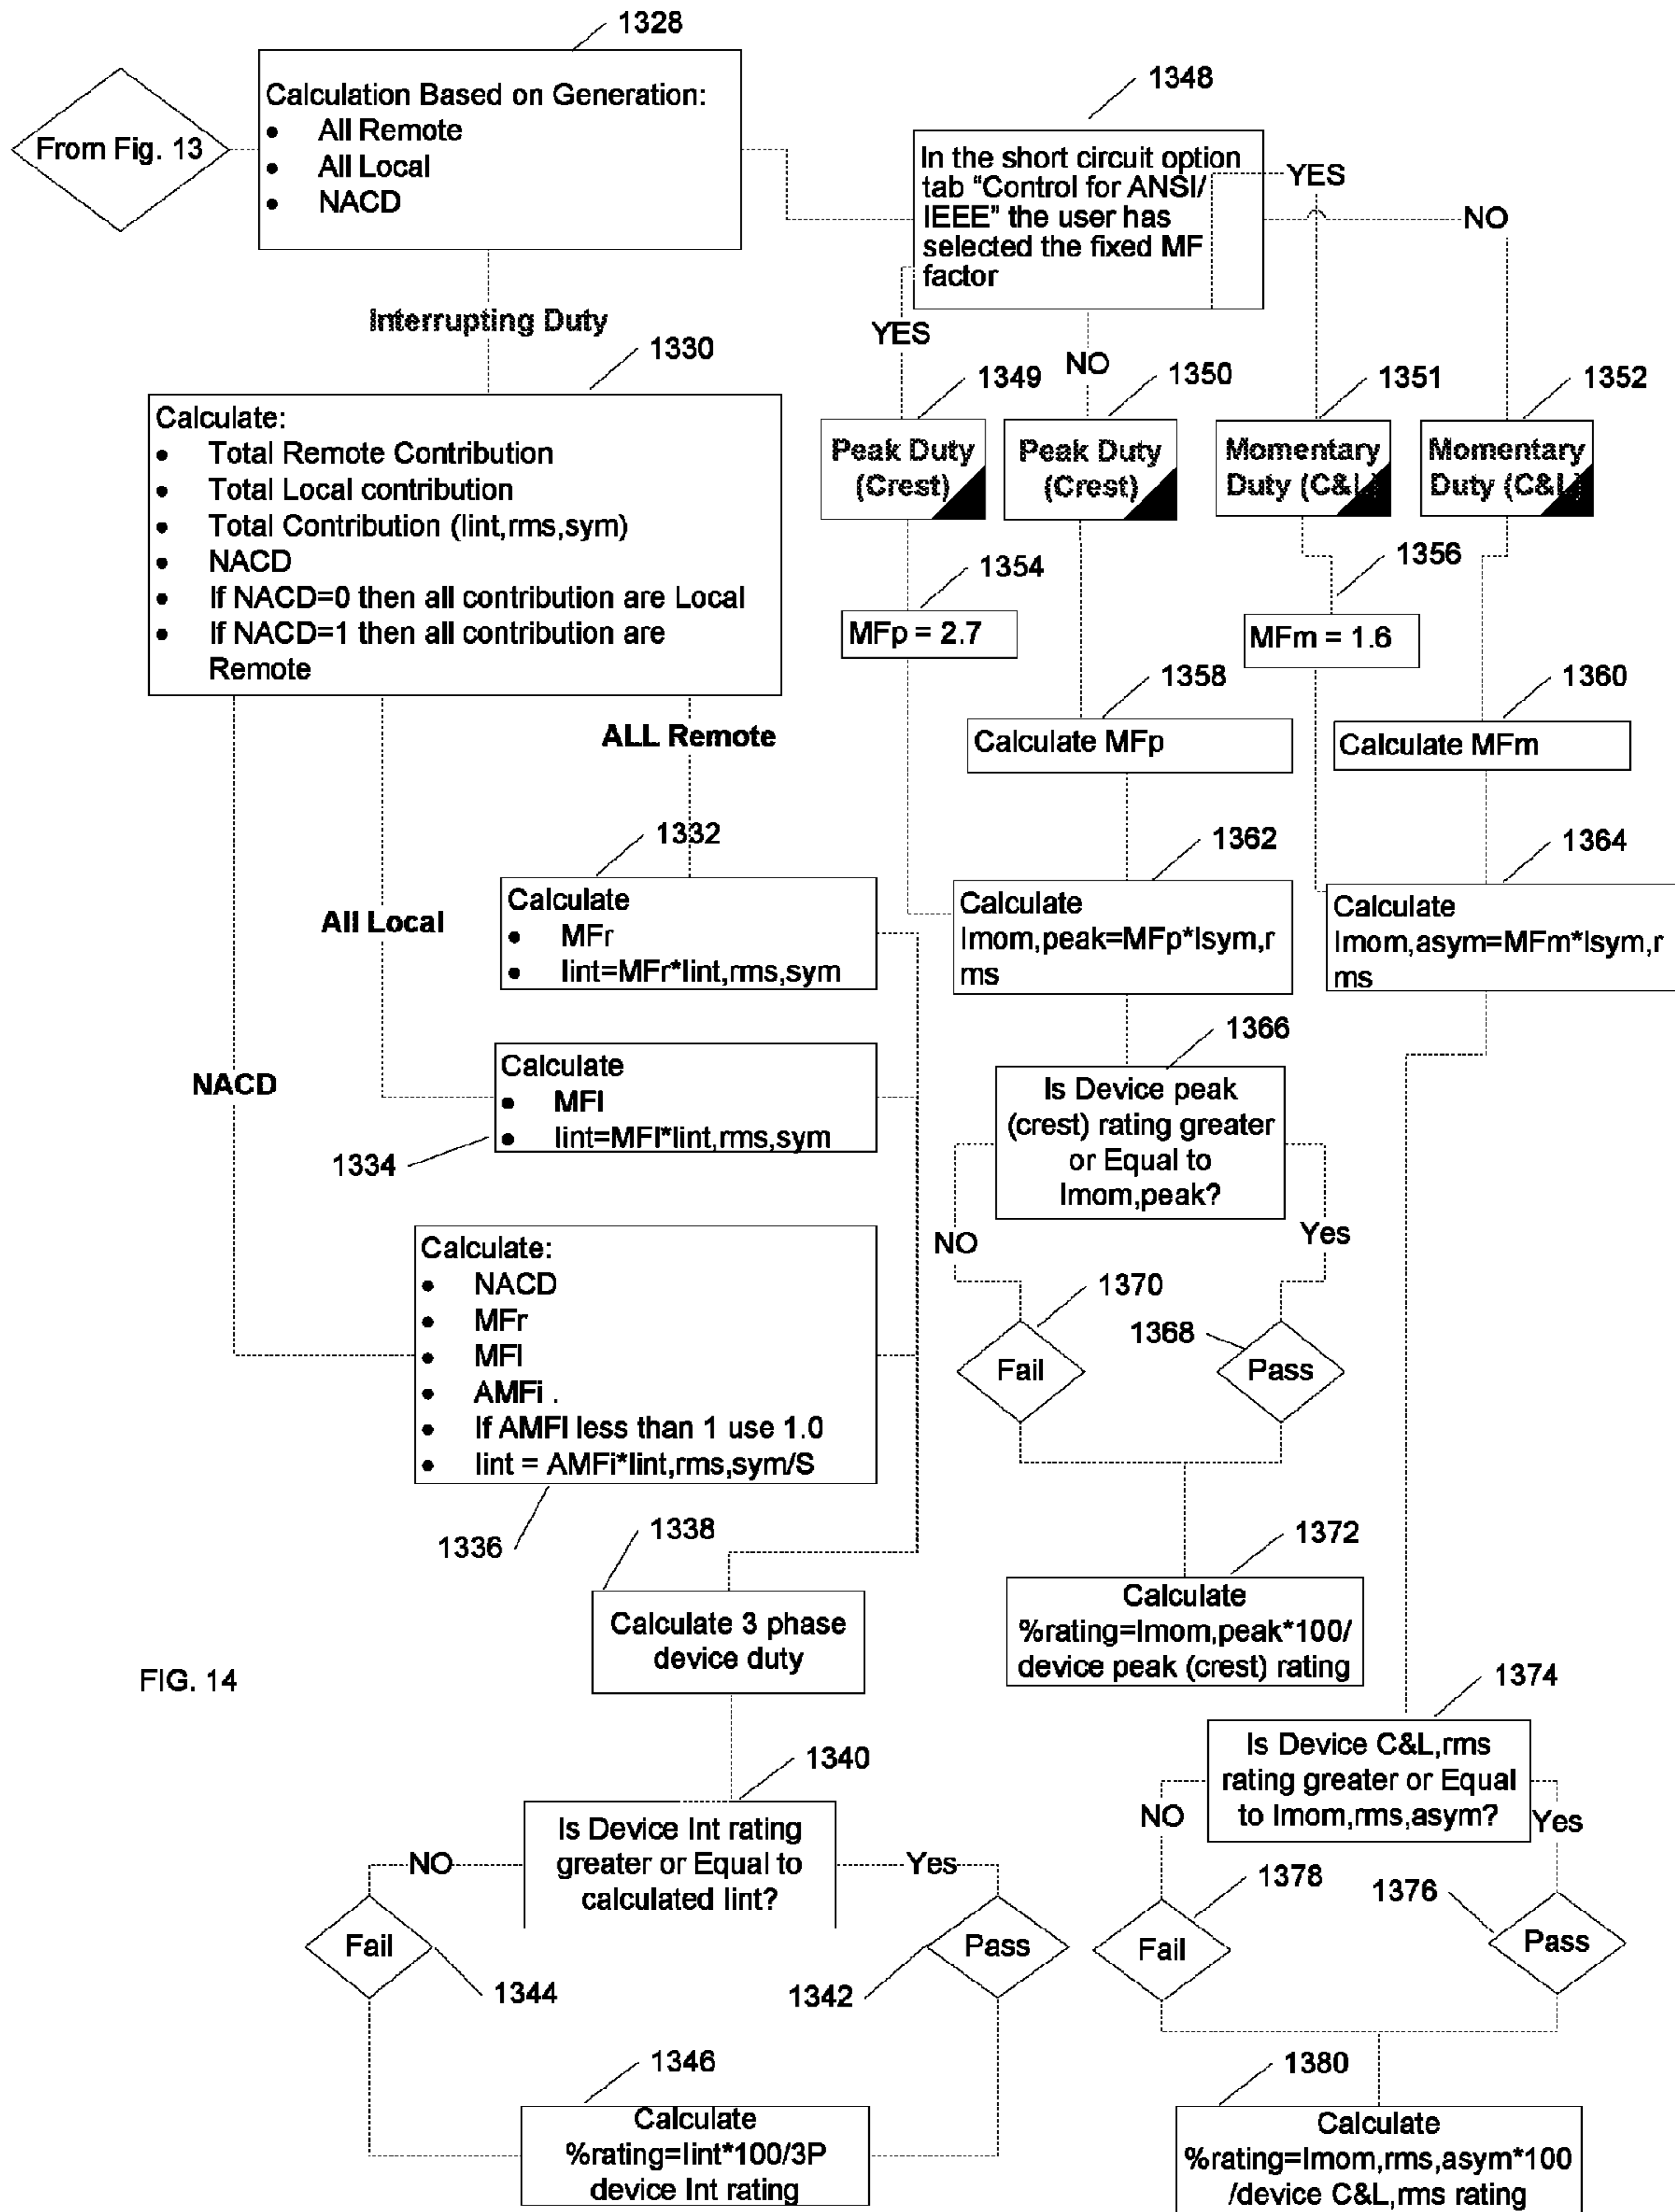 1328
From Fig. 13
Calculation Based on Generation:
• All Remote
• All Local
• NACD
1348
In the short circuit option
tab "Control for ANSI/
IEEE" the user has
selected the fixed MF
factor
YES
NO
Interrupting Duty
YES
NO
1330
Calculate:
• Total Remote Contribution
• Total Local contribution
• Total Contribution (Iint,rms,sym)
• NACD
• If NACD=0 then all contribution are Local
• If NACD=1 then all contribution are
Remote
1349
Peak Duty
(Crest)
1350
Peak Duty
(Crest)
1351
Momentary
Duty (C&L)
1352
Momentary
Duty (C&L)
1354
MFp = 2.7
1356
MFm = 1.6
1358
Calculate MFp
1360
Calculate MFm
ALL Remote
All Local
NACD
1332
Calculate
• MFr
• Iint=MFr*Iint,rms,sym
1334
Calculate
• MFl
• Iint=MFl*Iint,rms,sym
1336
Calculate:
• NACD
• MFr
• MFl
• AMFi .
• If AMFI less than 1 use 1.0
• Iint = AMFi*Iint,rms,sym/S
1362
Calculate
Imom,peak=MFp*Isym,r
ms
1364
Calculate
Imom,asym=MFm*Isym,r
ms
1366
Is Device peak
(crest) rating greater
or Equal to
Imom,peak?
NO
Yes
1370
Fail
1368
Pass
1372
Calculate
%rating=Imom,peak*100/
device peak (crest) rating
1338
Calculate 3 phase
device duty
FIG. 14
1340
Is Device Int rating
greater or Equal to
calculated Iint?
NO
Yes
Fail
1344
Pass
1342
1346
Calculate
%rating=Iint*100/3P
device Int rating
1374
Is Device C&L,rms
rating greater or Equal
to Imom,rms,asym?
NO
Yes
1378
Fail
1376
Pass
1380
Calculate
%rating=Imom,rms,asym*100
/device C&L,rms rating